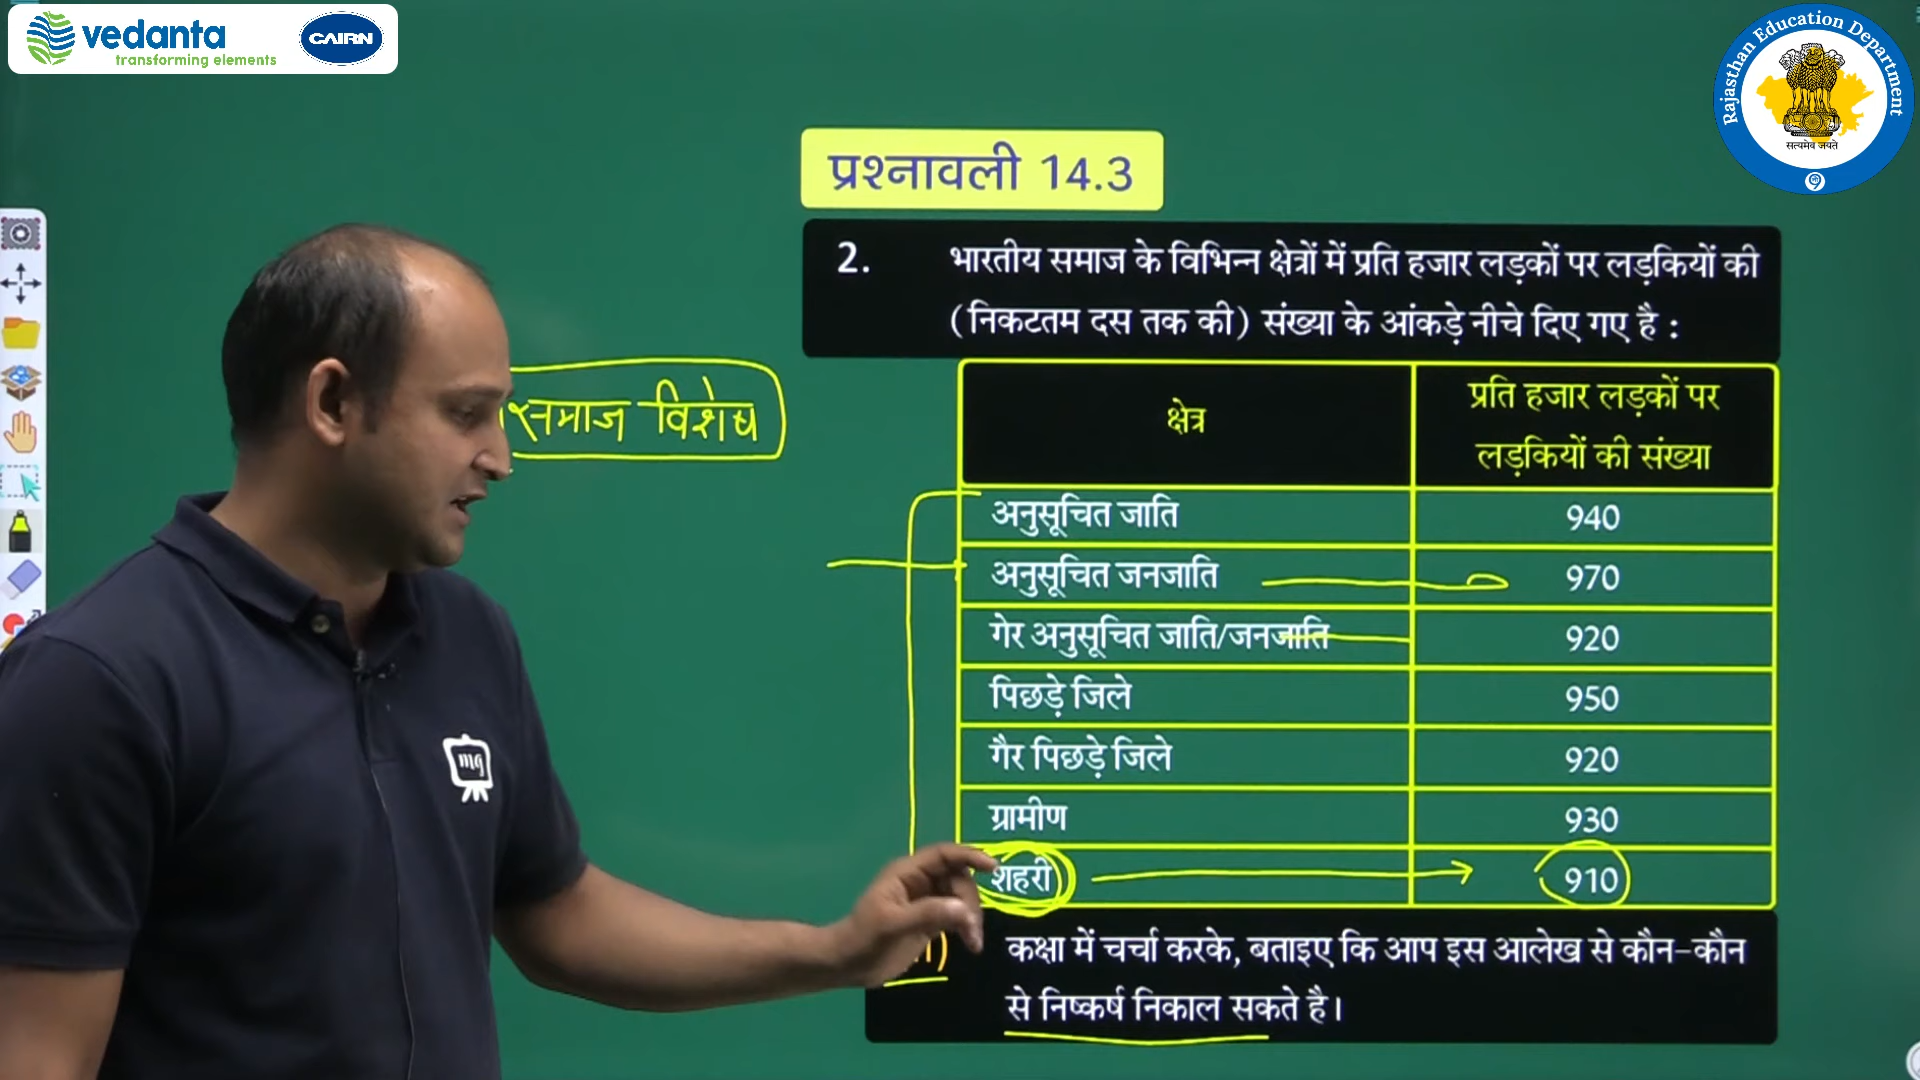 vedanta
transforming elements
CAIRN
Rajasthan Education Department
सत्यमेव जयते
प्रश्नावली 14.3
2. भारतीय समाज के विभिन्न क्षेत्रों में प्रति हजार लड़कों पर लड़कियों की
(निकटतम दस तक की) संख्या के आंकड़े नीचे दिए गए है :
समाज विशेष
क्षेत्र
प्रति हजार लड़कों पर
लड़कियों की संख्या
अनुसूचित जाति 940
अनुसूचित जनजाति 970
गेर अनुसूचित जाति/जनजाति 920
पिछड़े जिले 950
गैर पिछड़े जिले 920
ग्रामीण 930
शहरी 910
कक्षा में चर्चा करके, बताइए कि आप इस आलेख से कौन-कौन
से निष्कर्ष निकाल सकते है।
mg